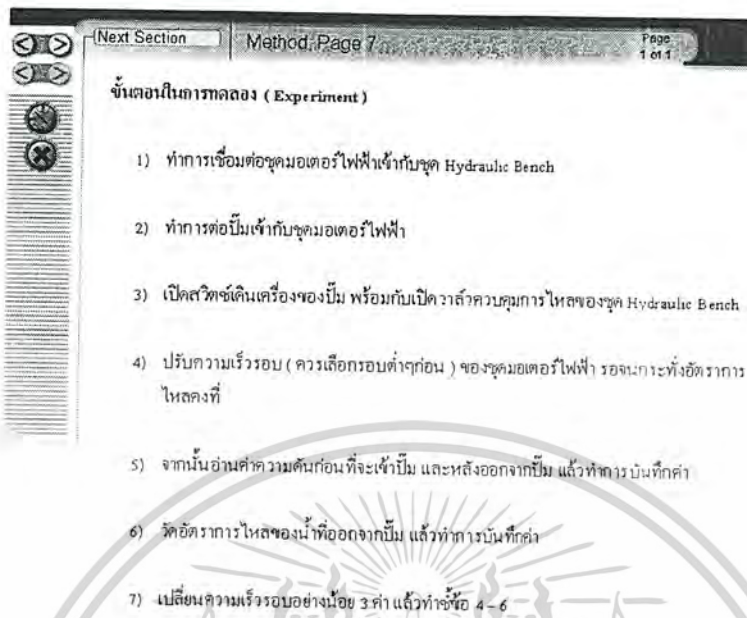 Next Section
Method, Page 7
Page
1 of 1
ขั้นตอนในการทดลอง ( Experiment )
1) ทำการเชื่อมต่อชุดมอเตอร์ไฟฟ้าเข้ากับชุด Hydraulic Bench
2) ทำการต่อปั๊มเข้ากับชุดมอเตอร์ไฟฟ้า
3) เปิดสวิตช์เดินเครื่องของปั๊ม พร้อมกับเปิดวาล์วควบคุมการไหลของชุด Hydraulic Bench
4) ปรับความเร็วรอบ ( ควรเลือกรอบต่ำๆก่อน ) ของชุดมอเตอร์ไฟฟ้า รอจนกระทั่งอัตราการ
ไหลคงที่
5) จากนั้นอ่านค่าความดันก่อนที่จะเข้าปั๊ม และหลังออกจากปั๊ม แล้วทำการบันทึกค่า
6) วัดอัตราการไหลของน้ำที่ออกจากปั๊ม แล้วทำการบันทึกค่า
7) เปลี่ยนความเร็วรอบอย่างน้อย 3 ค่า แล้วทำซ้ำข้อ 4 – 6